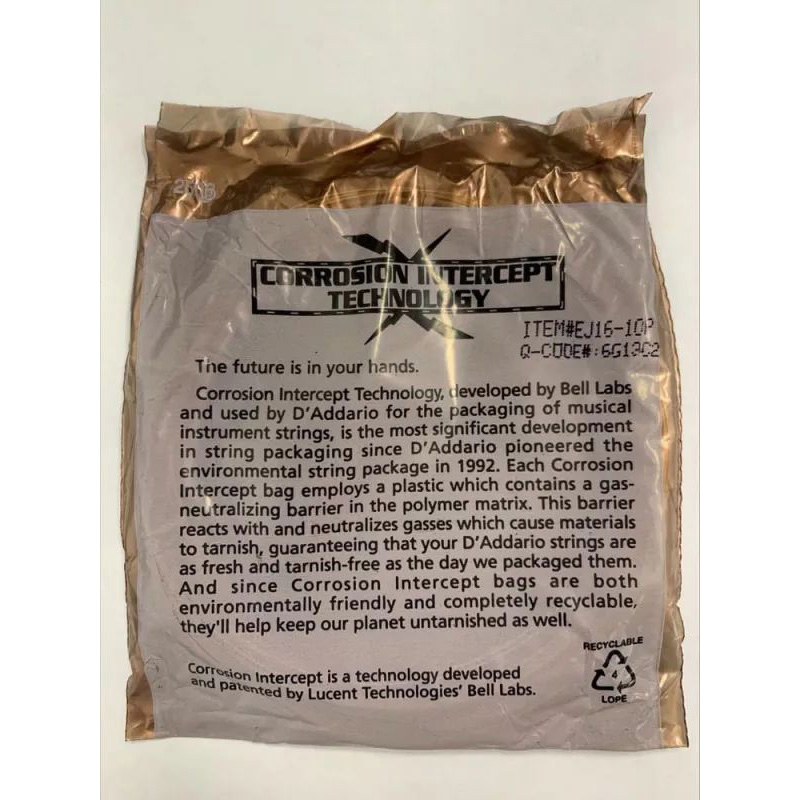 CORROSION INTERCEPT
TECHNOLOGY
ITEM#EJ16-10P
Q-CODE#:6G13C2
The future is in your hands.
Corrosion Intercept Technology, developed by Bell Labs
and used by D'Addario for the packaging of musical
instrument strings, is the most significant development
in string packaging since D'Addario pioneered the
environmental string package in 1992. Each Corrosion
Intercept bag employs a plastic which contains a gas-
neutralizing barrier in the polymer matrix. This barrier
reacts with and neutralizes gasses which cause materials
to tarnish, guaranteeing that your D'Addario strings are
as fresh and tarnish-free as the day we packaged them.
And since Corrosion Intercept bags are both
environmentally friendly and completely recyclable,
they'll help keep our planet untarnished as well.
Corrosion Intercept is a technology developed
and patented by Lucent Technologies' Bell Labs.
RECYCLABLE
4
LDPE